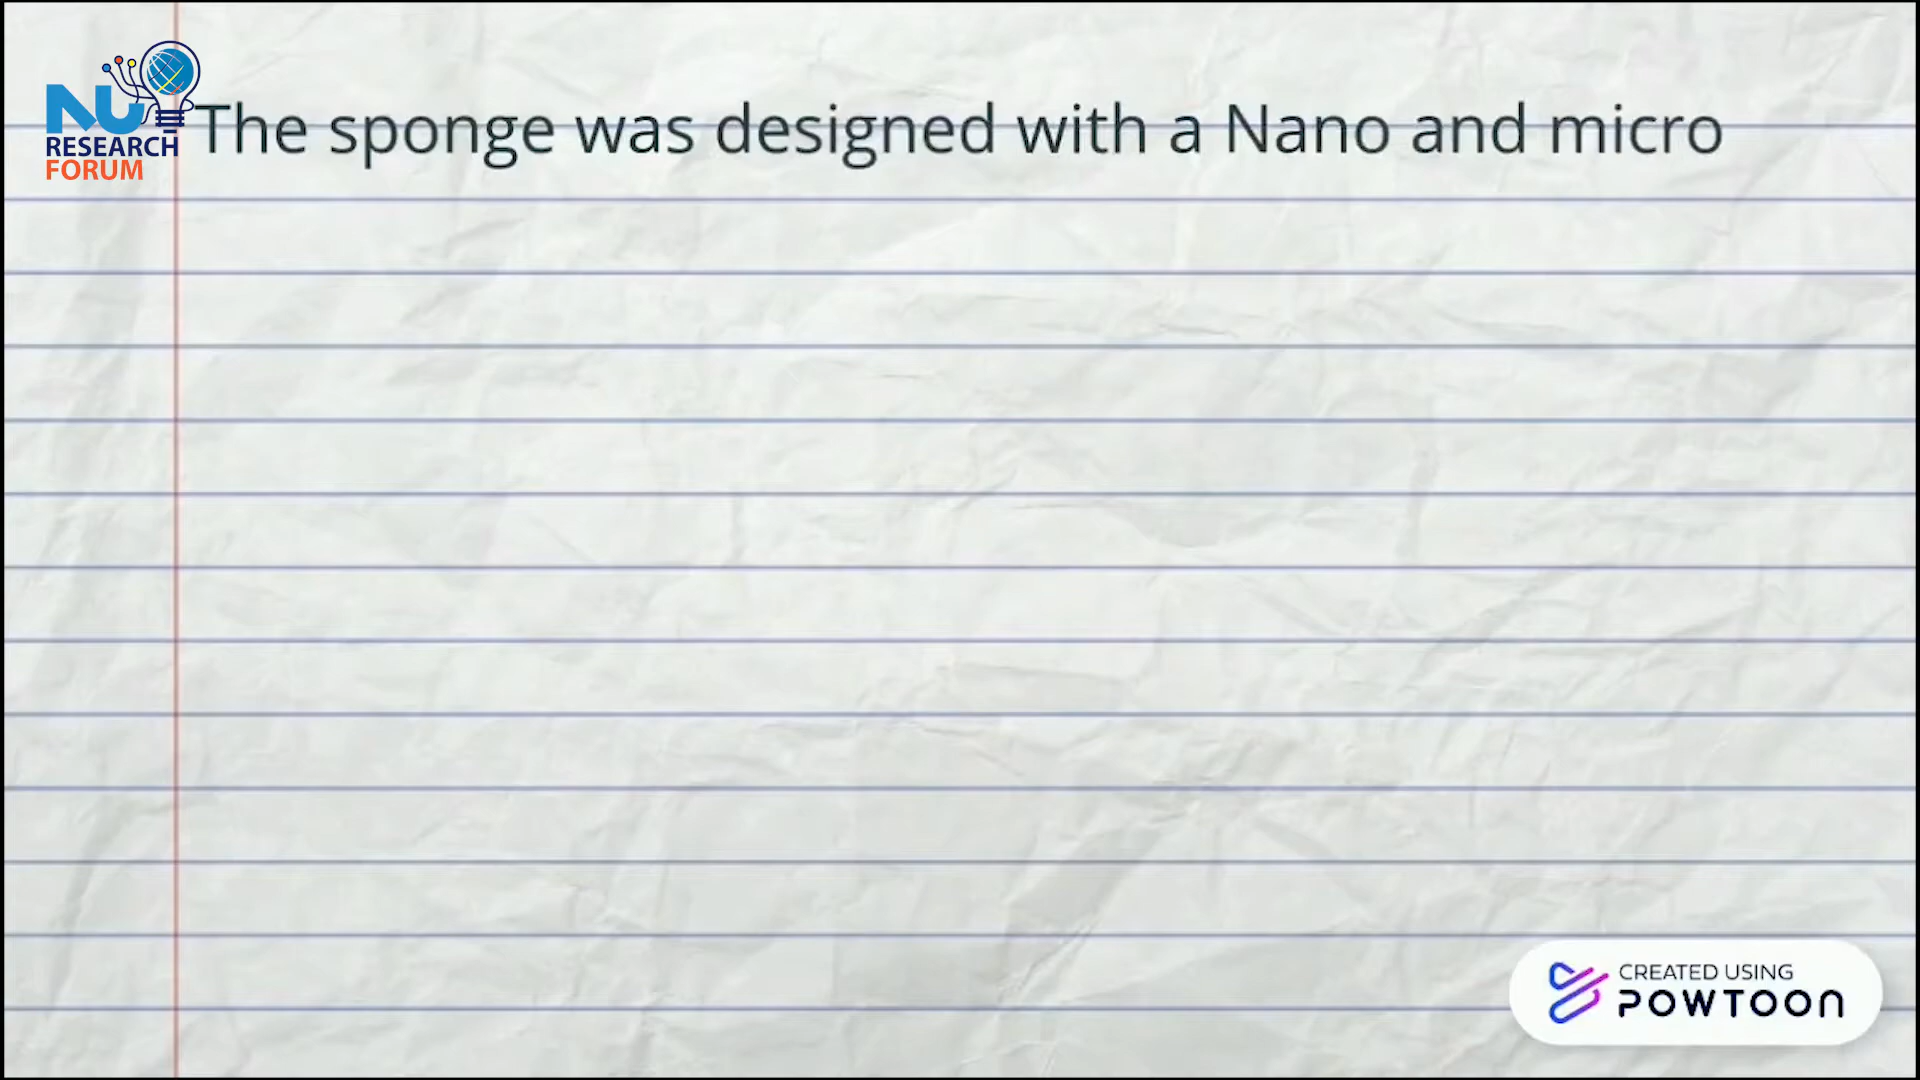 NU
RESEARCH
FORUM
The sponge was designed with a Nano and micro
CREATED USING
POWTOON